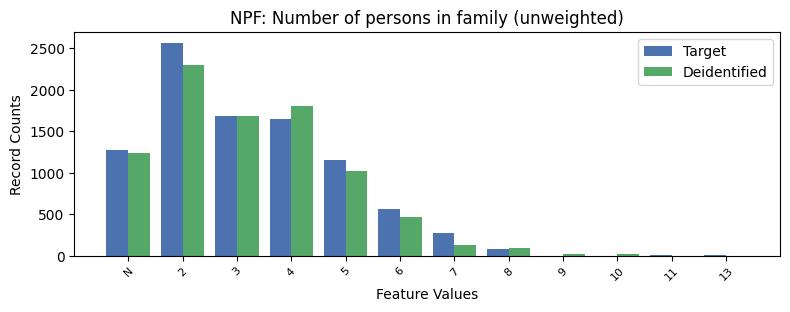 NPF: Number of persons in family (unweighted)
Target
Deidentified
Record Counts
2500
2000
1500
1000
500
0
N 2 3 4 5 6 7 8 9 10 11 13
Feature Values